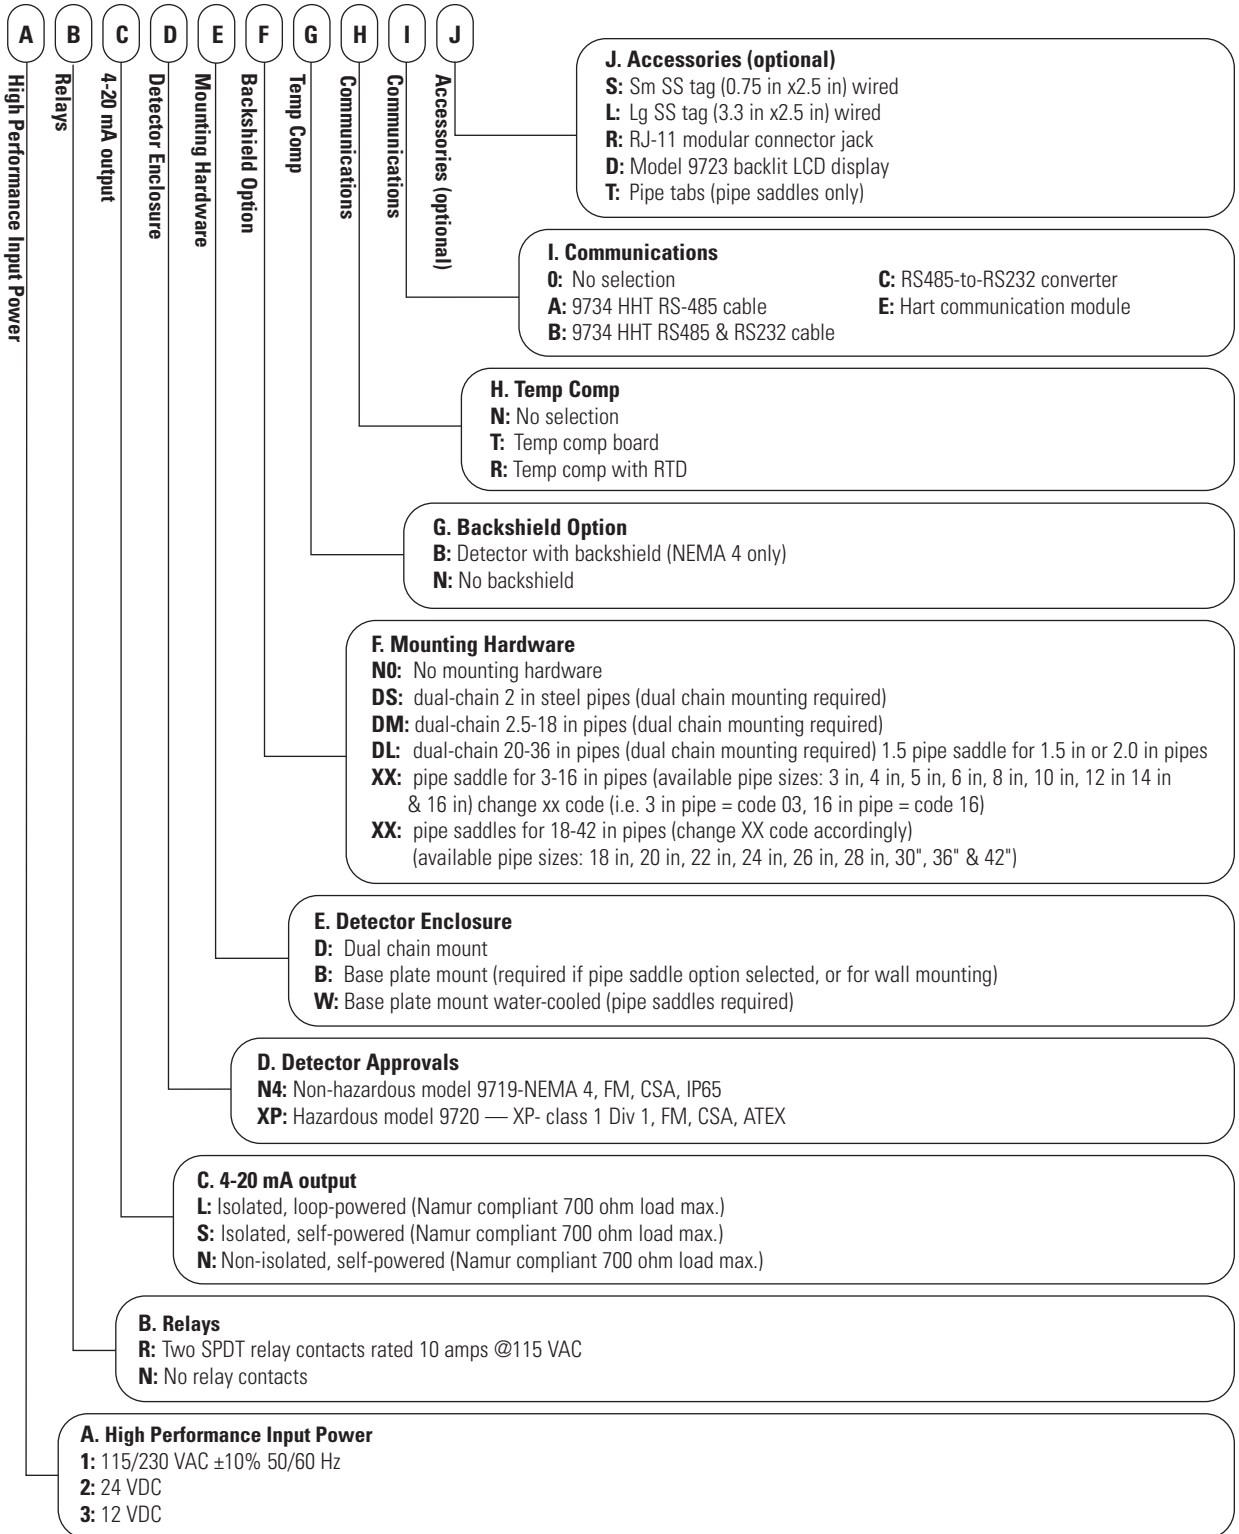 A B C D E F G H I J
High Performance Input Power
Relays
4-20 mA output
Detector Enclosure
Mounting Hardware
Backshield Option
Temp Comp
Communications
Communications
Accessories (optional)
J. Accessories (optional)
S: Sm SS tag (0.75 in x2.5 in) wired
L: Lg SS tag (3.3 in x2.5 in) wired
R: RJ-11 modular connector jack
D: Model 9723 backlit LCD display
T: Pipe tabs (pipe saddles only)
I. Communications
0: No selection
A: 9734 HHT RS-485 cable
B: 9734 HHT RS485 & RS232 cable
C: RS485-to-RS232 converter
E: Hart communication module
H. Temp Comp
N: No selection
T: Temp comp board
R: Temp comp with RTD
G. Backshield Option
B: Detector with backshield (NEMA 4 only)
N: No backshield
F. Mounting Hardware
N0: No mounting hardware
DS: dual-chain 2 in steel pipes (dual chain mounting required)
DM: dual-chain 2.5-18 in pipes (dual chain mounting required)
DL: dual-chain 20-36 in pipes (dual chain mounting required) 1.5 pipe saddle for 1.5 in or 2.0 in pipes
XX: pipe saddle for 3-16 in pipes (available pipe sizes: 3 in, 4 in, 5 in, 6 in, 8 in, 10 in, 12 in 14 in
& 16 in) change xx code (i.e. 3 in pipe = code 03, 16 in pipe = code 16)
XX: pipe saddles for 18-42 in pipes (change XX code accordingly)
(available pipe sizes: 18 in, 20 in, 22 in, 24 in, 26 in, 28 in, 30", 36" & 42")
E. Detector Enclosure
D: Dual chain mount
B: Base plate mount (required if pipe saddle option selected, or for wall mounting)
W: Base plate mount water-cooled (pipe saddles required)
D. Detector Approvals
N4: Non-hazardous model 9719-NEMA 4, FM, CSA, IP65
XP: Hazardous model 9720 — XP- class 1 Div 1, FM, CSA, ATEX
C. 4-20 mA output
L: Isolated, loop-powered (Namur compliant 700 ohm load max.)
S: Isolated, self-powered (Namur compliant 700 ohm load max.)
N: Non-isolated, self-powered (Namur compliant 700 ohm load max.)
B. Relays
R: Two SPDT relay contacts rated 10 amps @115 VAC
N: No relay contacts
A. High Performance Input Power
1: 115/230 VAC ±10% 50/60 Hz
2: 24 VDC
3: 12 VDC